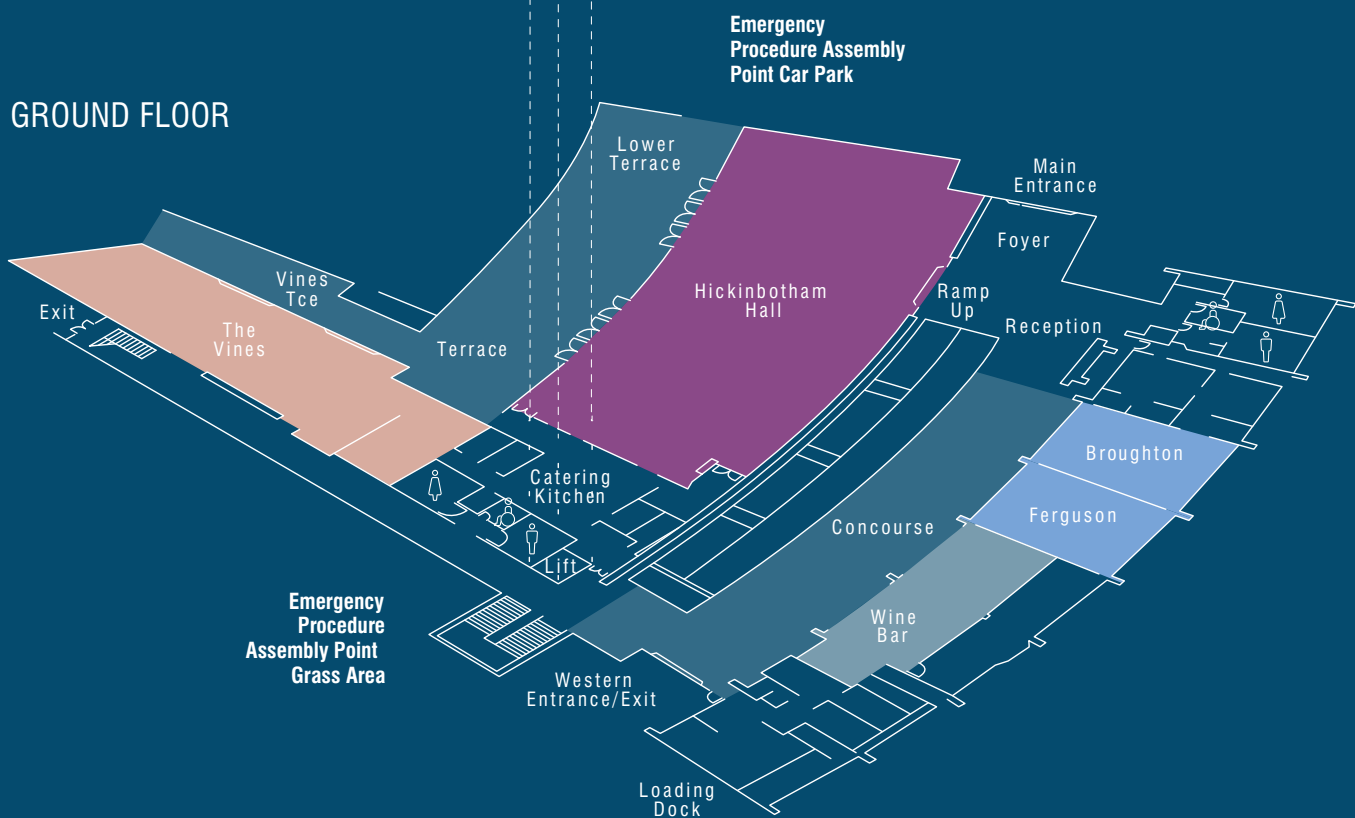 Emergency
Procedure Assembly
Point Car Park
GROUND FLOOR
Lower
Terrace
Main
Entrance
Foyer
Vines
Tce
Hickinbotham
Hall
Ramp
Up
Exit
The
Vines
Terrace
Reception
Broughton
Catering
Kitchen
Concourse
Ferguson
Lift
Emergency
Procedure
Assembly Point
Grass Area
Wine
Bar
Western
Entrance/Exit
Loading
Dock